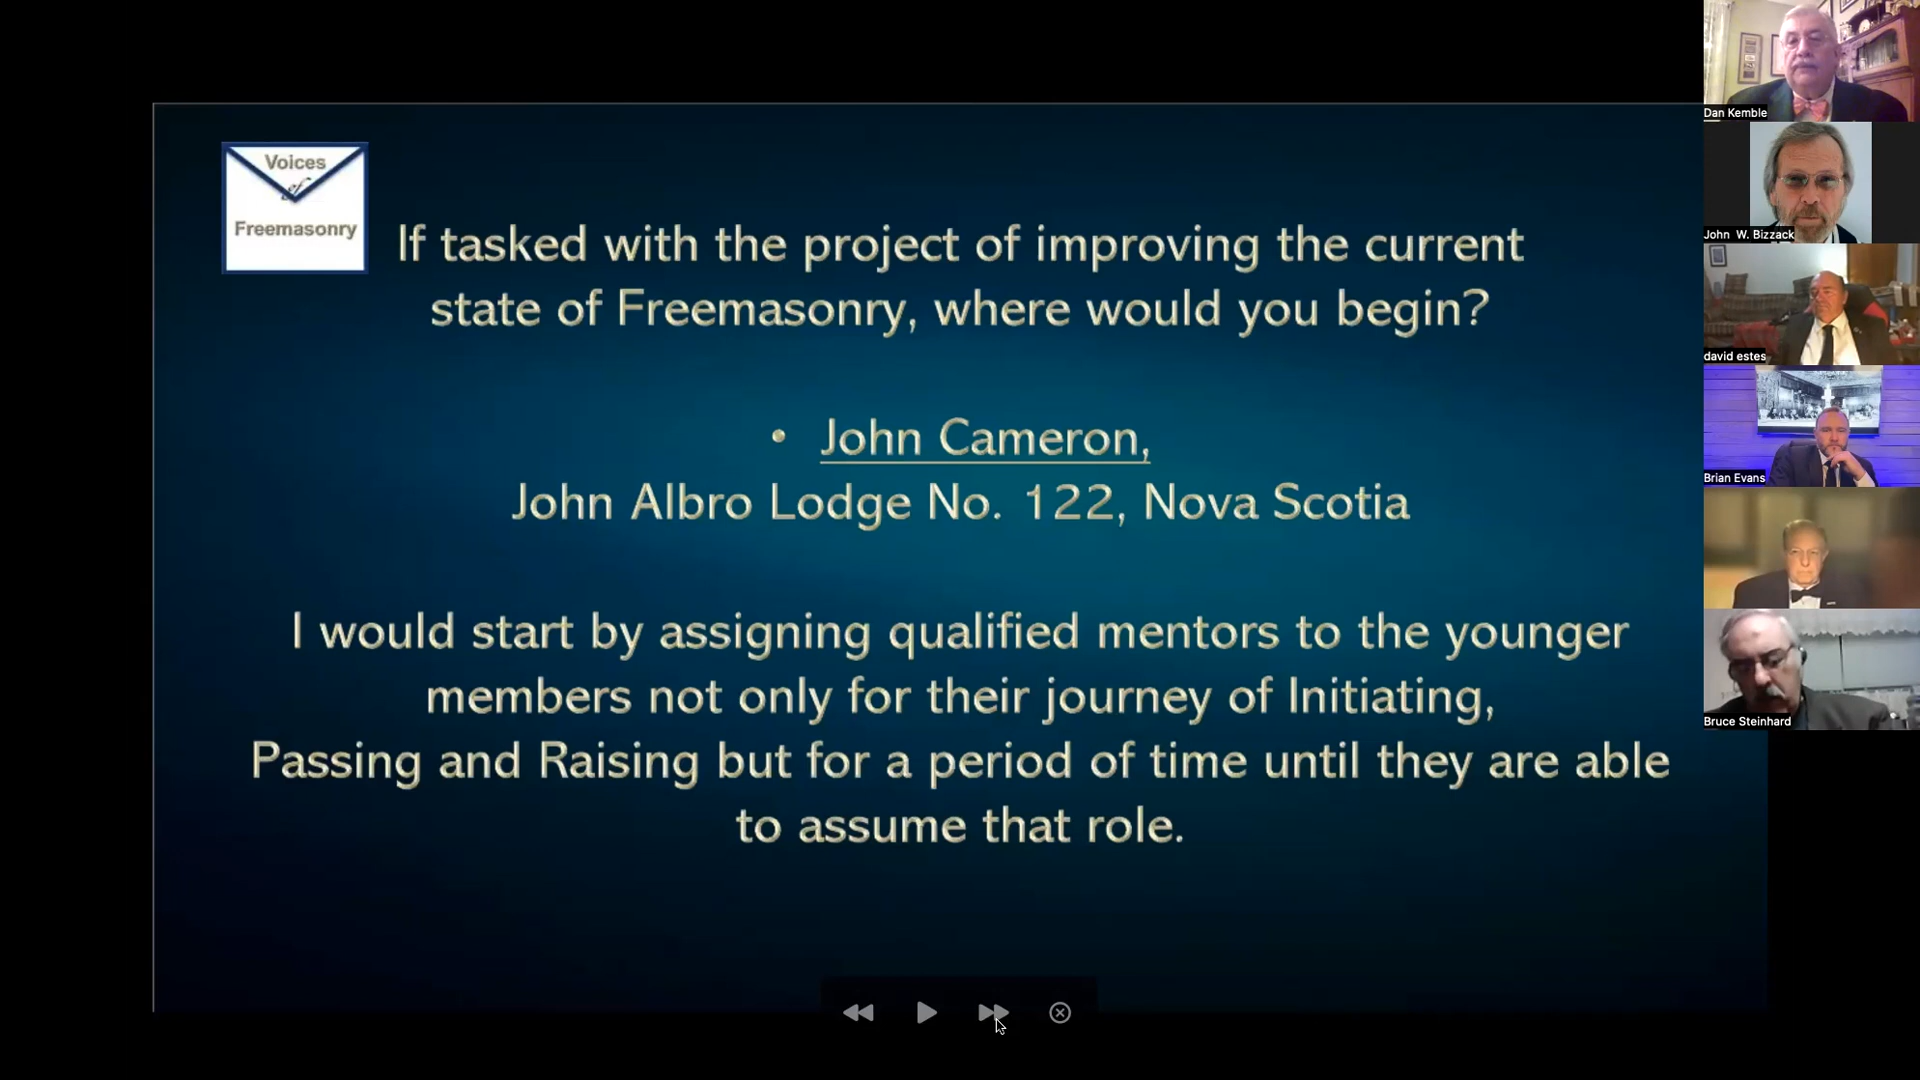 Voices
of
Freemasonry
If tasked with the project of improving the current
state of Freemasonry, where would you begin?
• John Cameron,
John Albro Lodge No. 122, Nova Scotia
I would start by assigning qualified mentors to the younger
members not only for their journey of Initiating,
Passing and Raising but for a period of time until they are able
to assume that role.
Dan Kemble
John W. Bizzack
david estes
Brian Evans
Bruce Steinhard